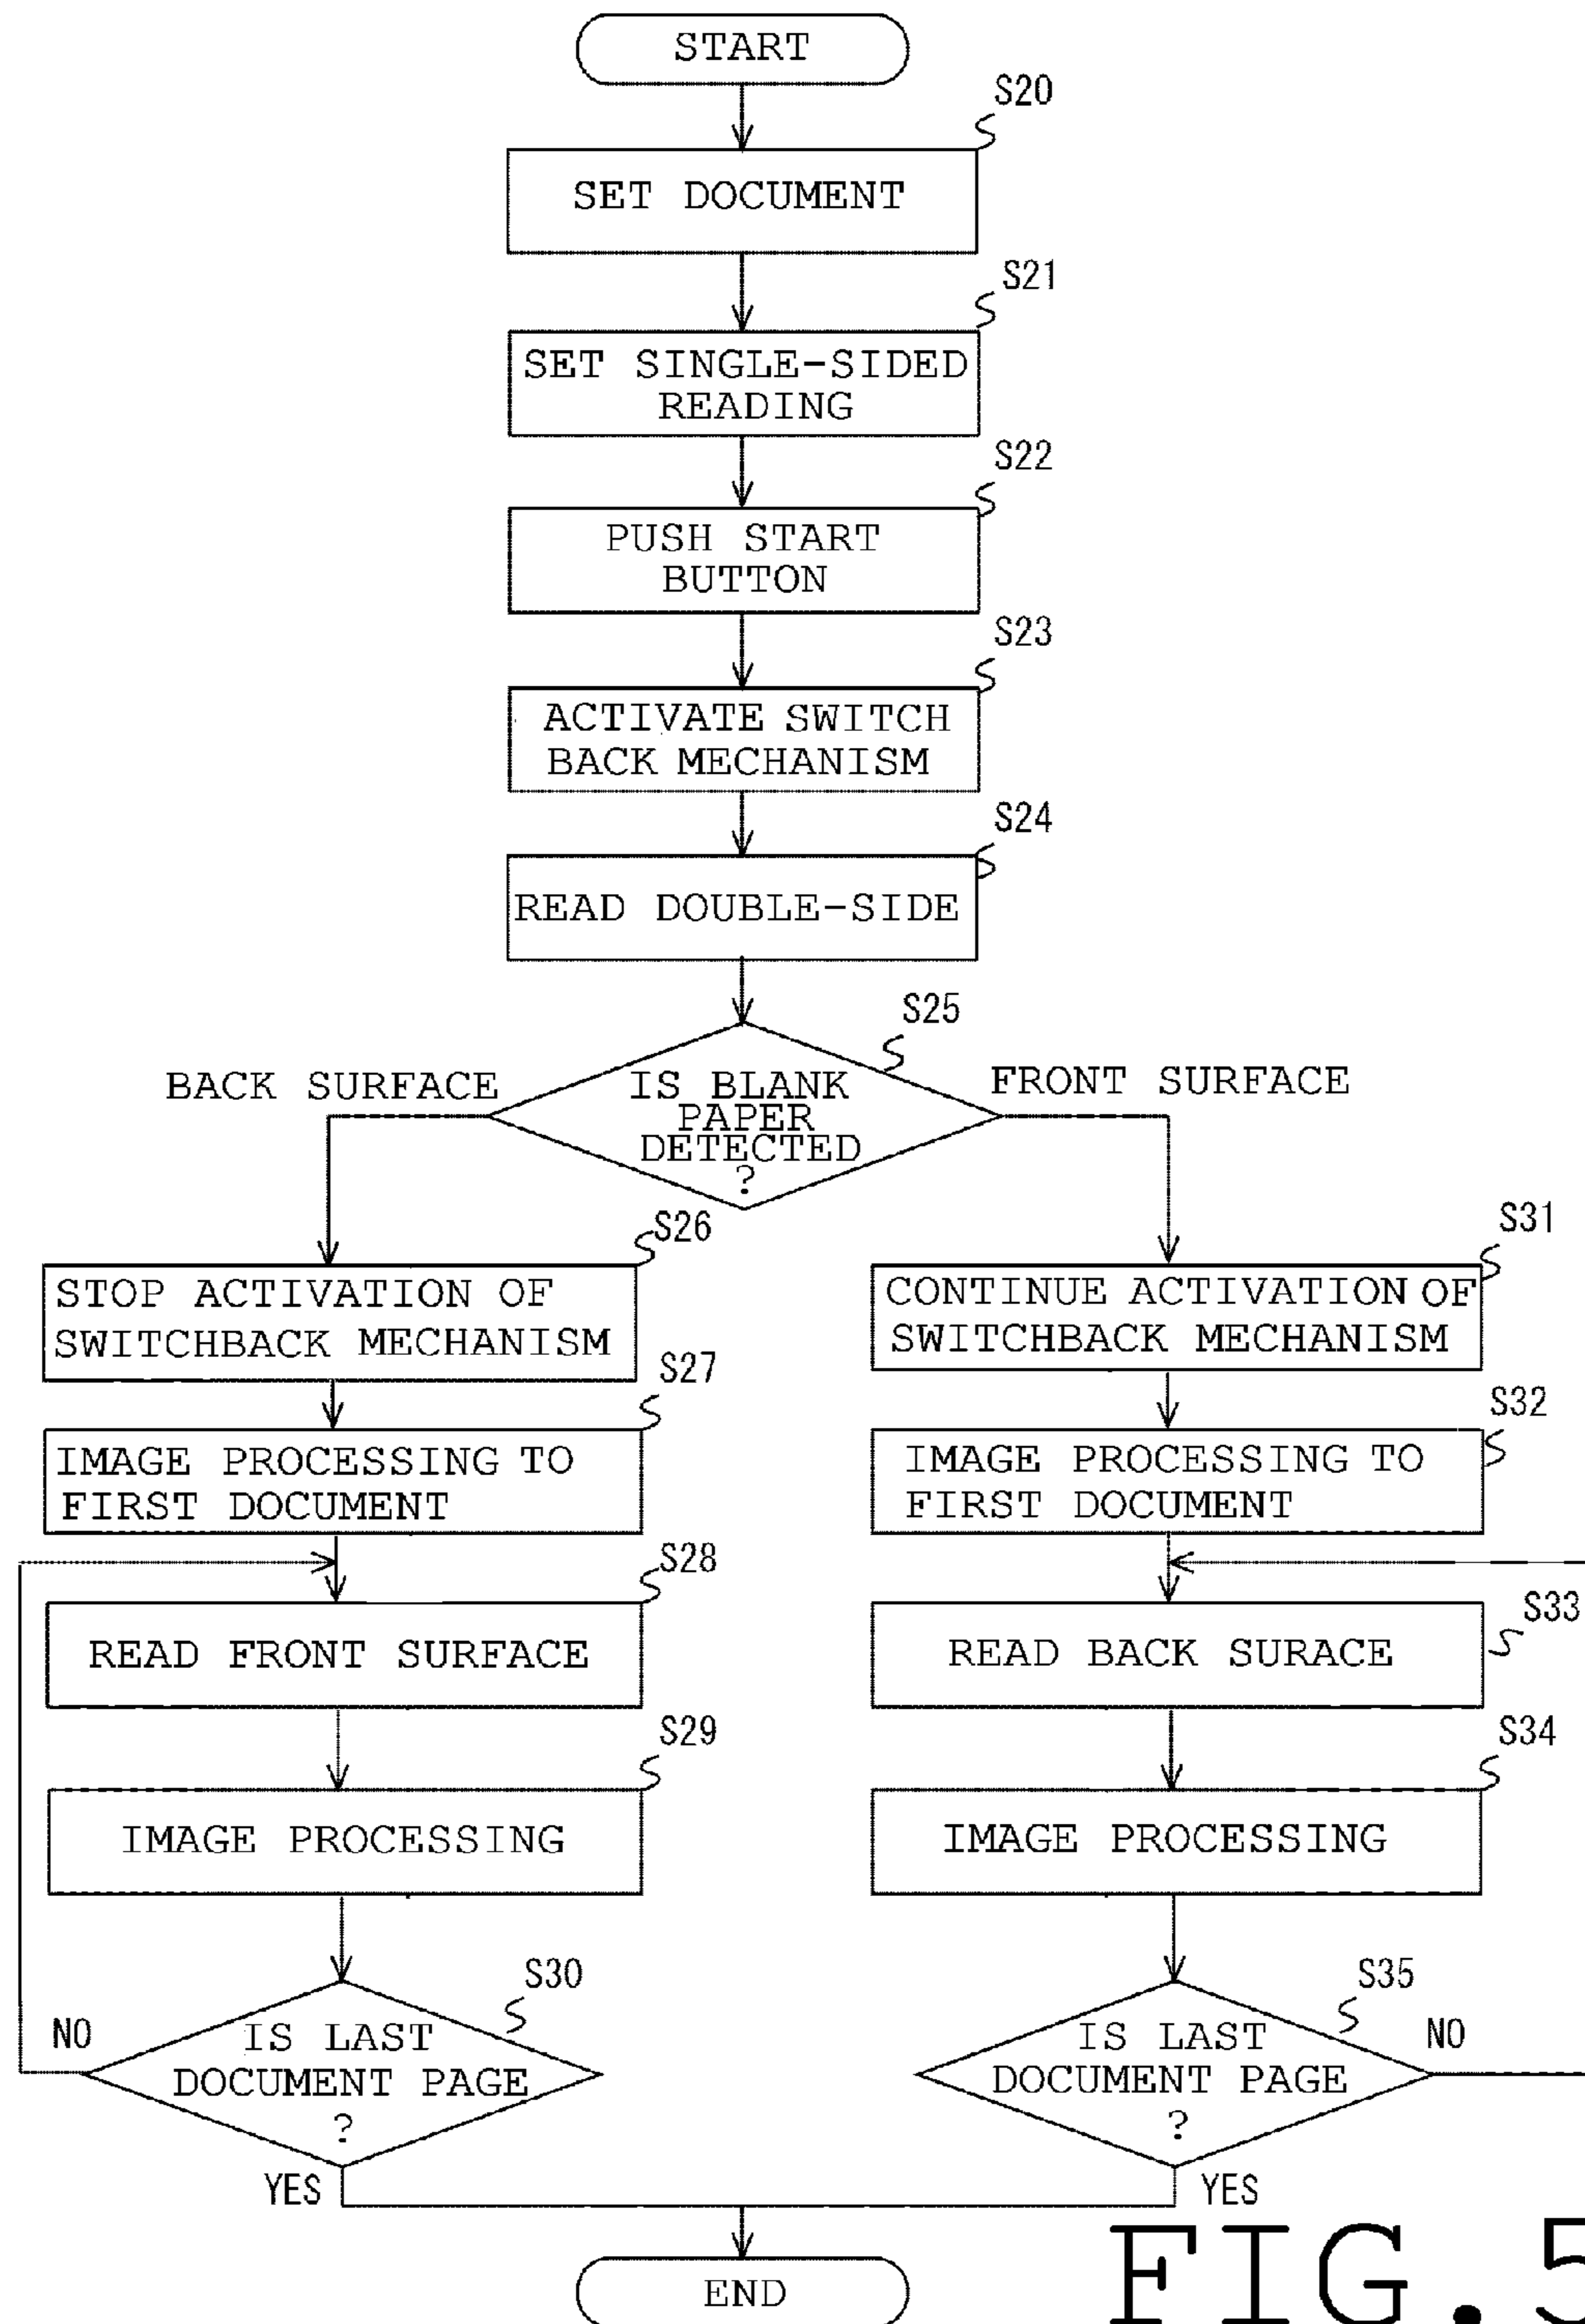 START
S20
SET DOCUMENT
S21
SET SINGLE-SIDED
READING
S22
PUSH START
BUTTON
S23
ACTIVATE SWITCH
BACK MECHANISM
S24
READ DOUBLE-SIDE
S25
BACK SURFACE
IS BLANK
PAPER
DETECTED
?
FRONT SURFACE
S26
STOP ACTIVATION OF
SWITCHBACK MECHANISM
S27
IMAGE PROCESSING TO
FIRST DOCUMENT
S28
READ FRONT SURFACE
S29
IMAGE PROCESSING
S30
NO
IS LAST
DOCUMENT PAGE
?
YES
S31
CONTINUE ACTIVATION OF
SWITCHBACK MECHANISM
S32
IMAGE PROCESSING TO
FIRST DOCUMENT
S33
READ BACK SURACE
S34
IMAGE PROCESSING
S35
IS LAST
DOCUMENT PAGE
?
NO
YES
END
FIG.5